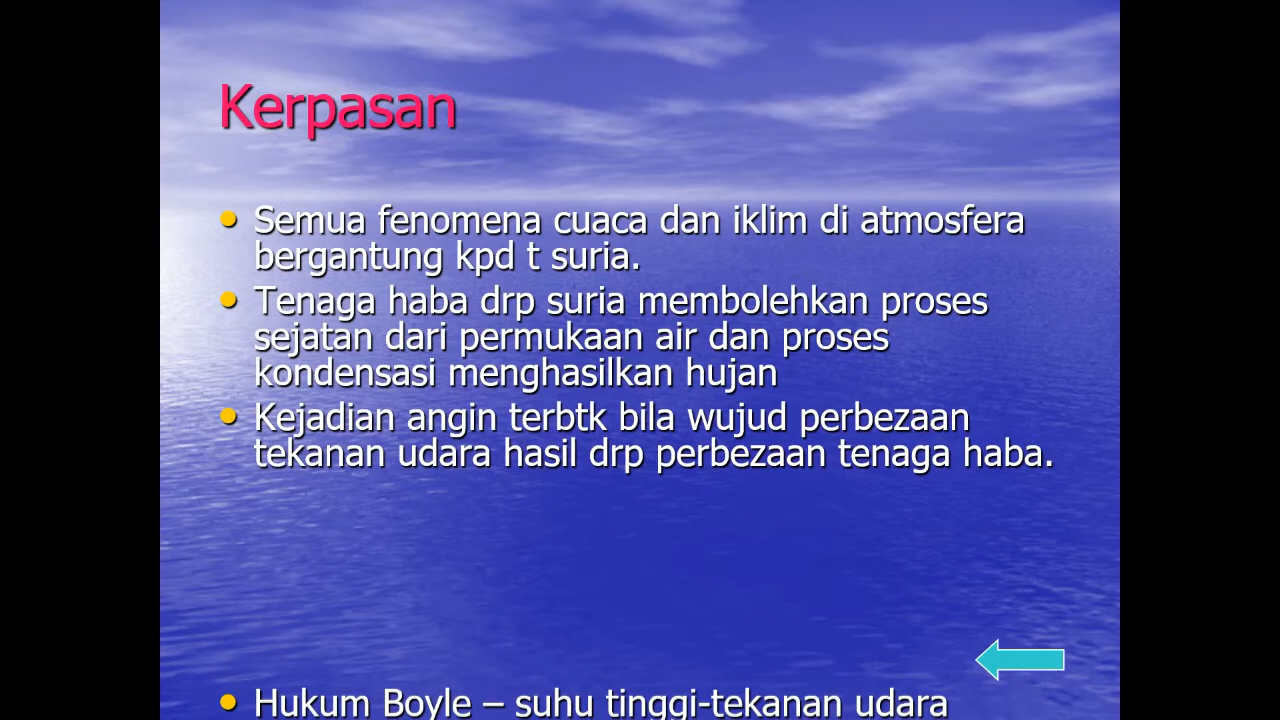 Kerpasan
• Semua fenomena cuaca dan iklim di atmosfera
bergantung kpd t suria.
• Tenaga haba drp suria membolehkan proses
sejatan dari permukaan air dan proses
kondensasi menghasilkan hujan
• Kejadian angin terbtk bila wujud perbezaan
tekanan udara hasil drp perbezaan tenaga haba.
• Hukum Boyle – suhu tinggi-tekanan udara